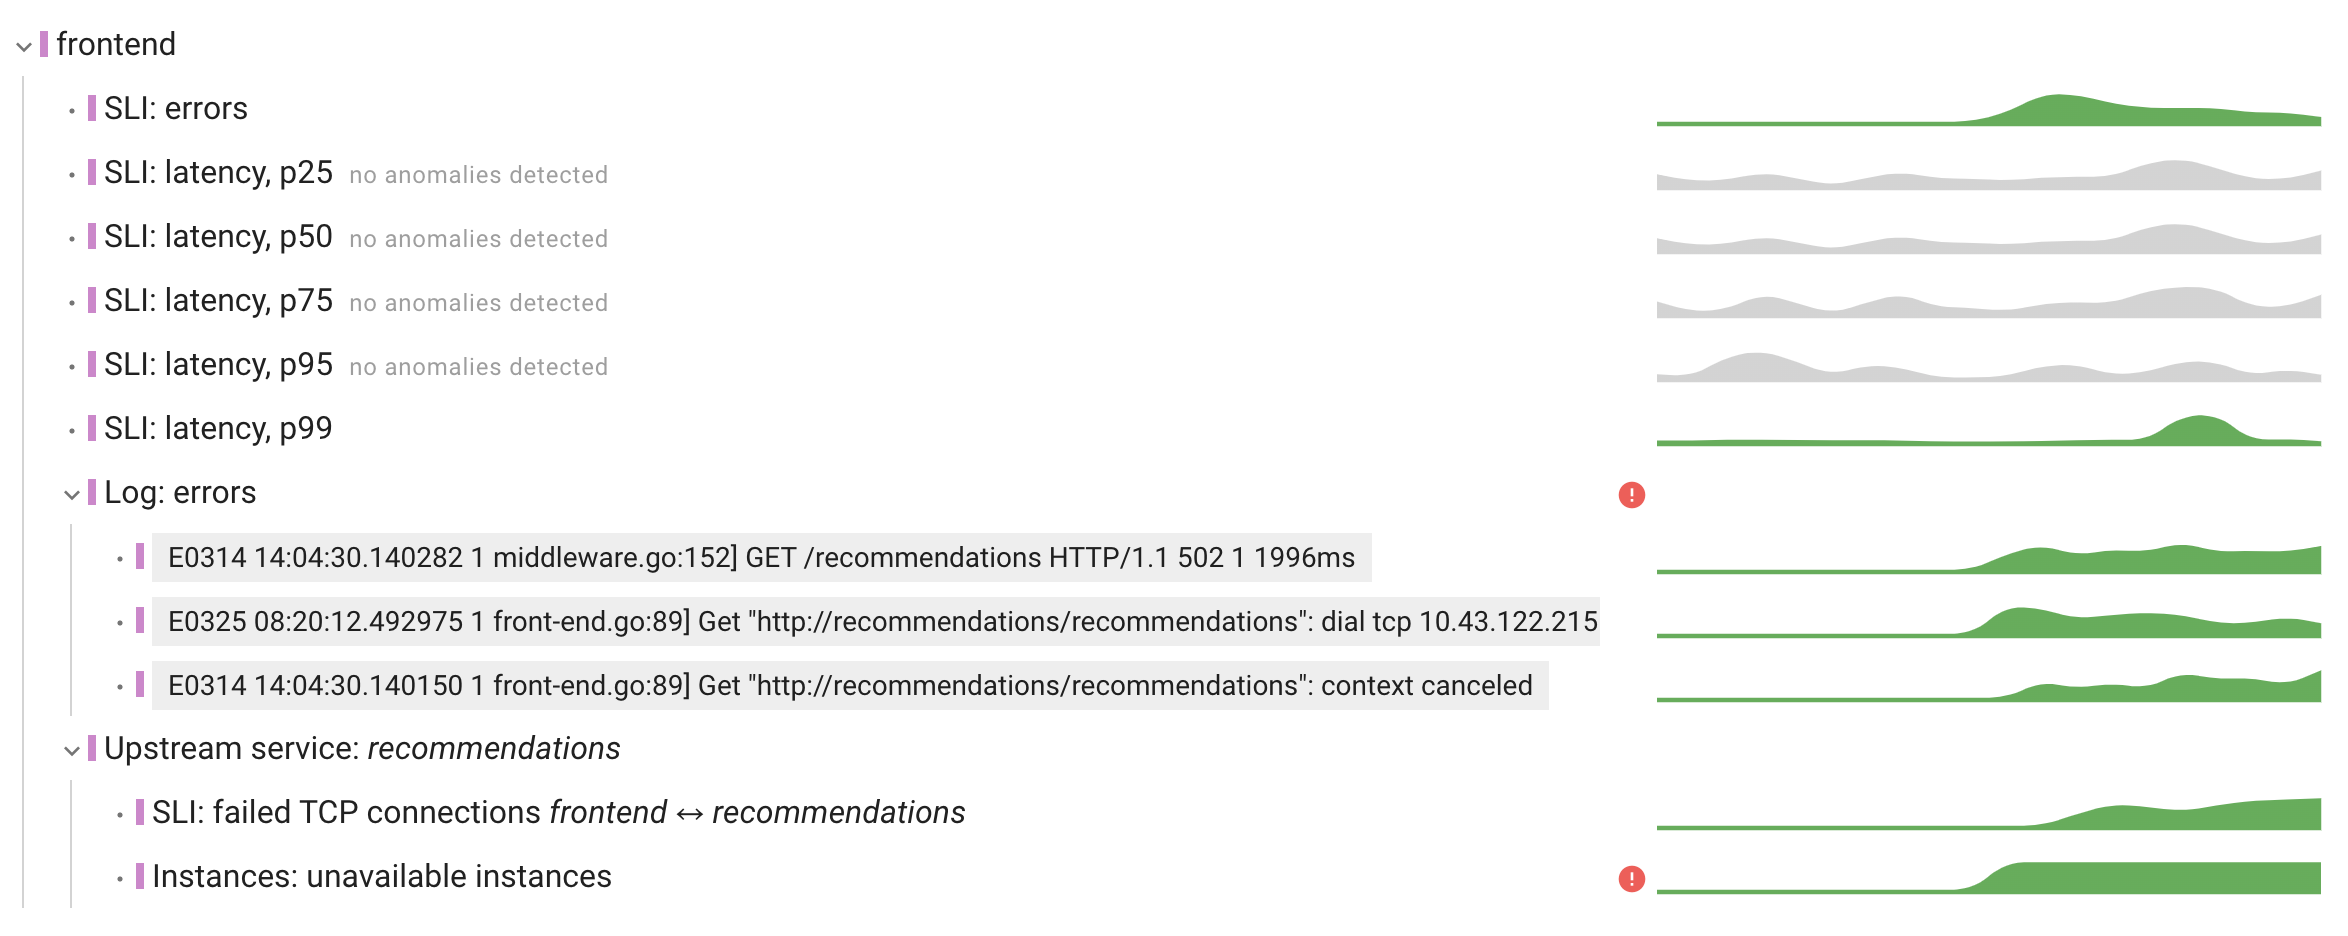 frontend
SLI: errors
SLI: latency, p25 no anomalies detected
SLI: latency, p50 no anomalies detected
SLI: latency, p75 no anomalies detected
SLI: latency, p95 no anomalies detected
SLI: latency, p99
Log: errors
E0314 14:04:30.140282 1 middleware.go:152] GET /recommendations HTTP/1.1 502 1 1996ms
E0325 08:20:12.492975 1 front-end.go:89] Get "http://recommendations/recommendations": dial tcp 10.43.122.215
E0314 14:04:30.140150 1 front-end.go:89] Get "http://recommendations/recommendations": context canceled
Upstream service: recommendations
SLI: failed TCP connections frontend ↔ recommendations
Instances: unavailable instances